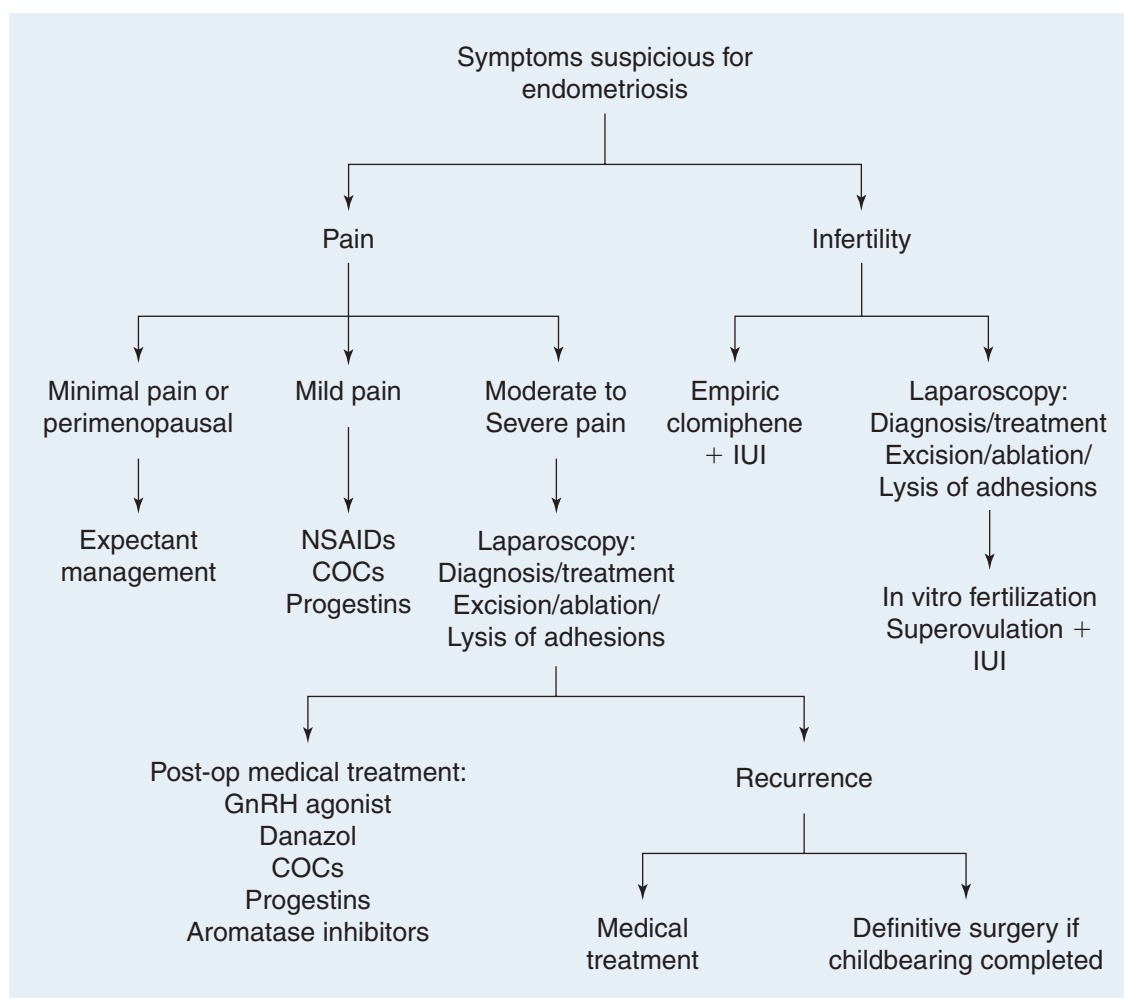 Symptoms suspicious for
endometriosis
Pain
Infertility
Minimal pain or
perimenopausal
Mild pain
Moderate to
Severe pain
Empiric
clomiphene
+ IUI
Laparoscopy:
Diagnosis/treatment
Excision/ablation/
Lysis of adhesions
Expectant
management
NSAIDs
COCs
Progestins
Laparoscopy:
Diagnosis/treatment
Excision/ablation/
Lysis of adhesions
In vitro fertilization
Superovulation +
IUI
Post-op medical treatment:
GnRH agonist
Danazol
COCs
Progestins
Aromatase inhibitors
Recurrence
Medical
treatment
Definitive surgery if
childbearing completed